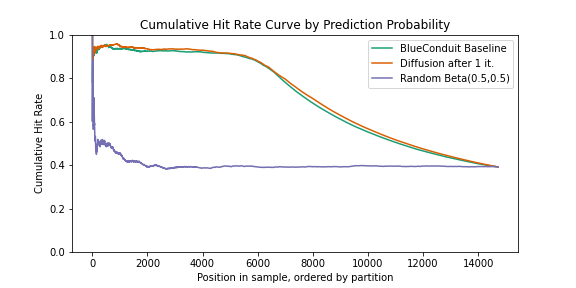 Cumulative Hit Rate Curve by Prediction Probability
1.0
0.8
0.6
0.4
0.2
0.0
Cumulative Hit Rate
BlueConduit Baseline
Diffusion after 1 it.
Random Beta(0.5,0.5)
0 2000 4000 6000 8000 10000 12000 14000
Position in sample, ordered by partition